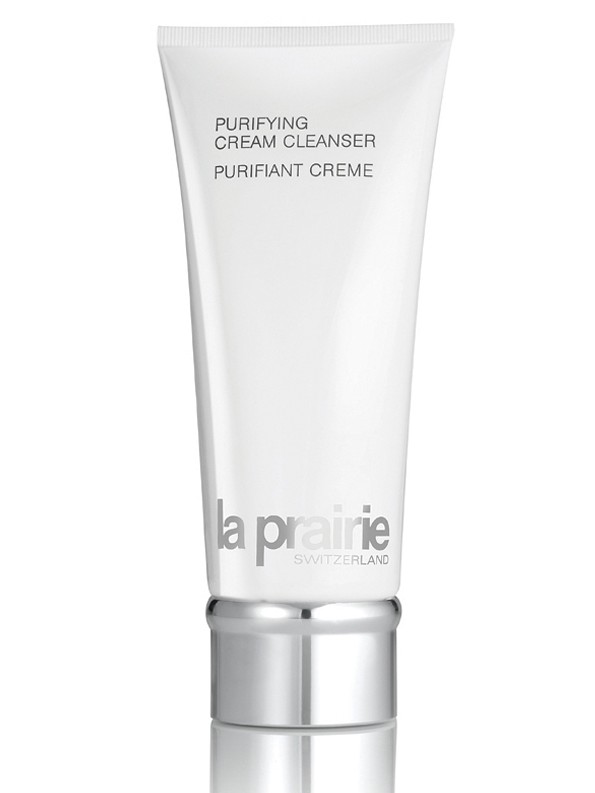 PURIFYING
CREAM CLEANSER
PURIFIANT CREME
la prairie
SWITZERLAND